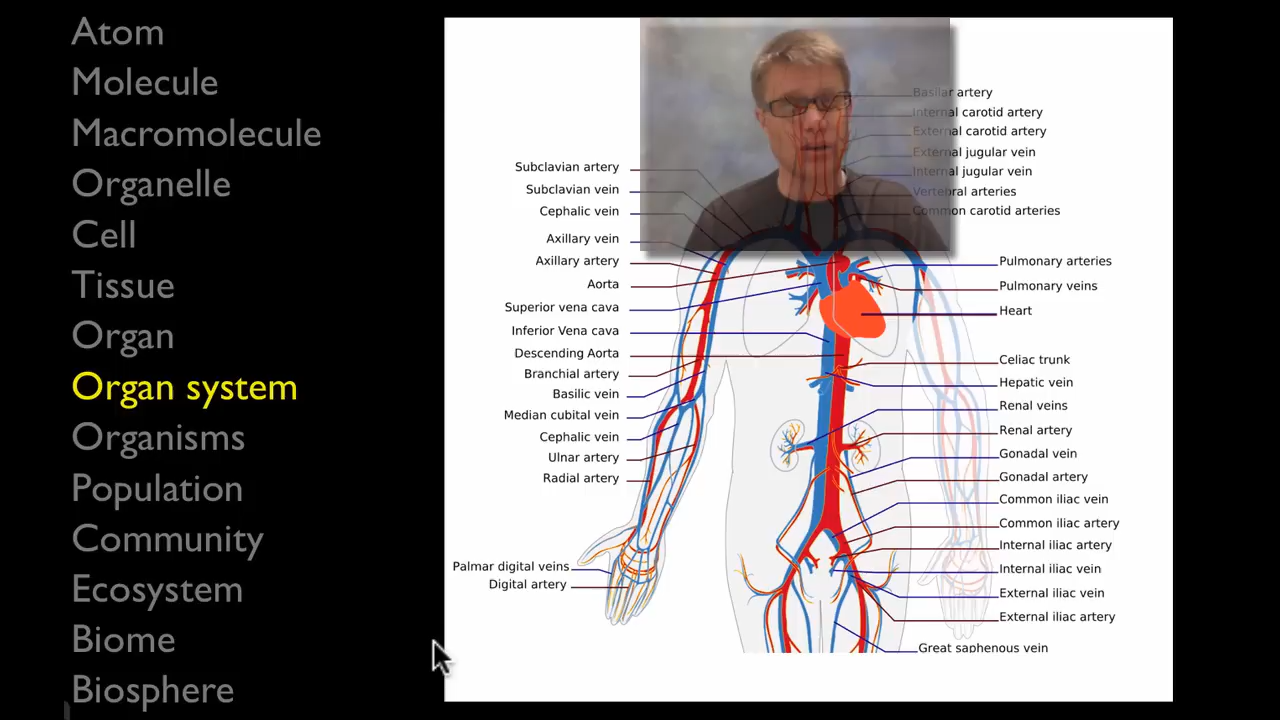 Atom
Molecule
Macromolecule
Organelle
Cell
Tissue
Organ
Organ system
Organisms
Population
Community
Ecosystem
Biome
Biosphere
Subclavian artery
Subclavian vein
Cephalic vein
Axillary vein
Axillary artery
Aorta
Superior vena cava
Inferior Vena cava
Descending Aorta
Branchial artery
Basilic vein
Median cubital vein
Cephalic vein
Ulnar artery
Radial artery
Palmar digital veins
Digital artery
Basilar artery
Internal carotid artery
External carotid artery
External jugular vein
Internal jugular vein
Vertebral arteries
Common carotid arteries
Pulmonary arteries
Pulmonary veins
Heart
Celiac trunk
Hepatic vein
Renal veins
Renal artery
Gonadal vein
Gonadal artery
Common iliac vein
Common iliac artery
Internal iliac artery
Internal iliac vein
External iliac vein
External iliac artery
Great saphenous vein